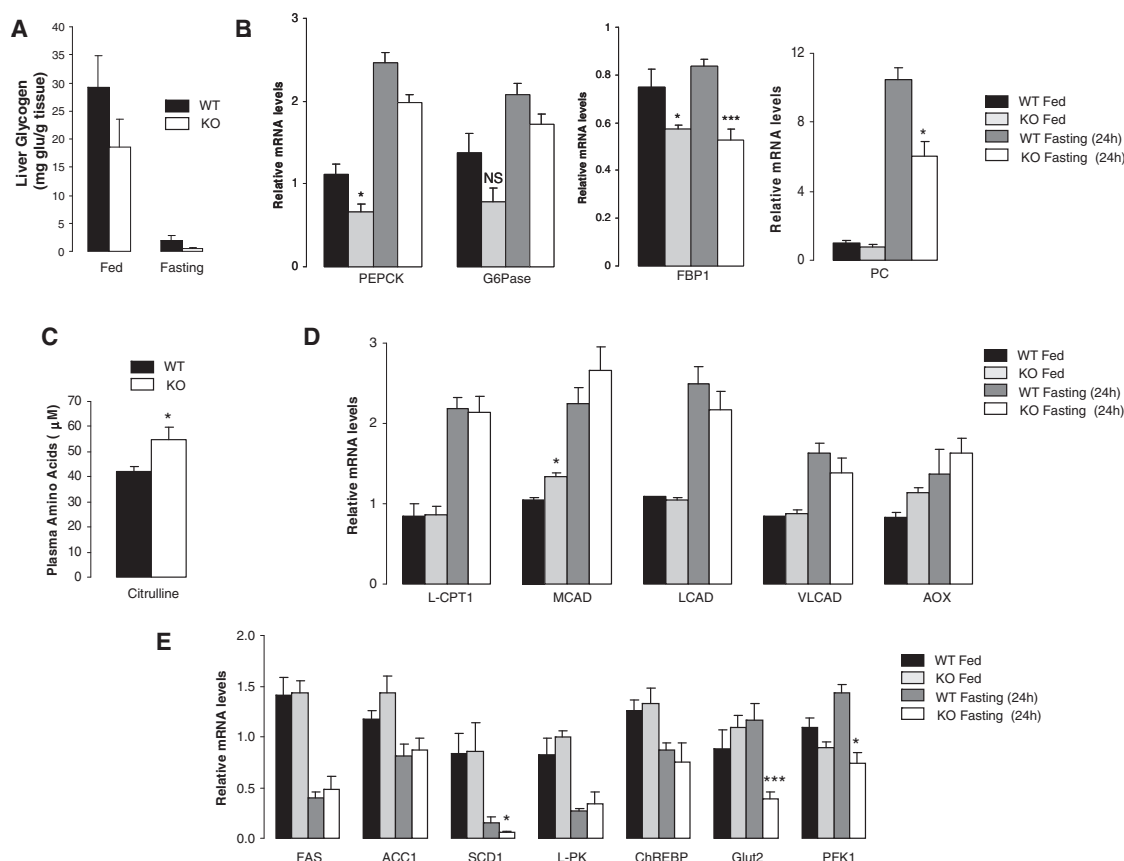 A
Liver Glycogen
(mg glu/g tissue)
40
35
30
25
20
15
10
5
0
WT
KO
Fed
Fasting
B
Relative mRNA levels
3
2
1
0
*
NS
PEPCK
G6Pase
Relative mRNA levels
1
0.8
0.6
0.4
0.2
0
*
***
FBP1
Relative mRNA levels
12
8
4
0
*
PC
WT Fed
KO Fed
WT Fasting (24h)
KO Fasting (24h)
C
WT
KO
Plasma Amino Acids ( μM)
70
60
50
40
30
20
10
0
*
Citrulline
D
Relative mRNA levels
3
2
1
0
*
L-CPT1
MCAD
LCAD
VLCAD
AOX
WT Fed
KO Fed
WT Fasting (24h)
KO Fasting (24h)
E
Relative mRNA levels
2.0
1.5
1.0
0.5
0.0
*
***
*
FAS
ACC1
SCD1
L-PK
ChREBP
Glut2
PFK1
WT Fed
KO Fed
WT Fasting (24h)
KO Fasting (24h)